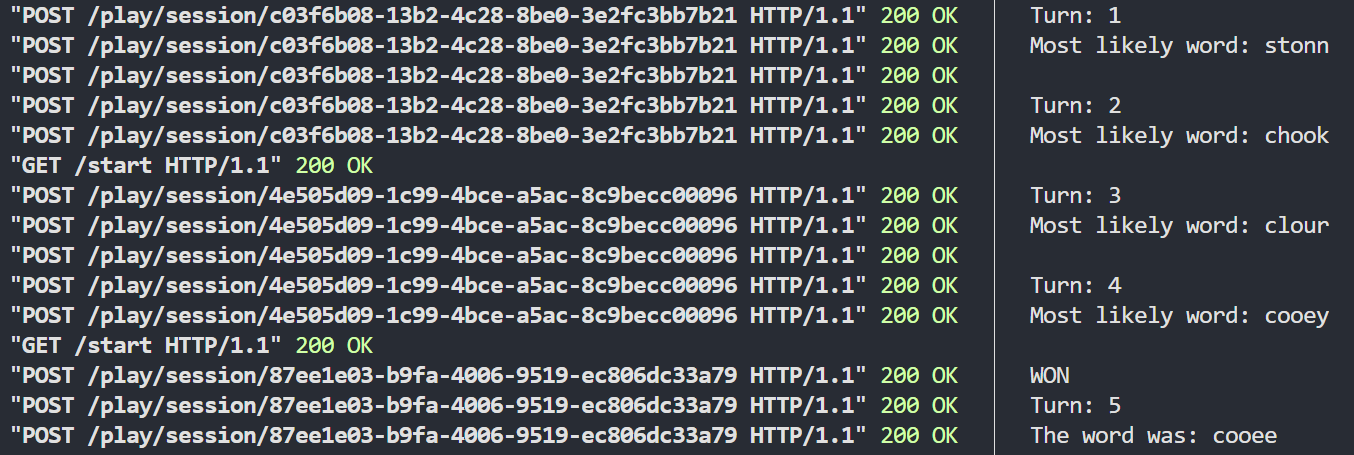 "POST /play/session/c03f6b08-13b2-4c28-8be0-3e2fc3bb7b21 HTTP/1.1" 200 OK
"POST /play/session/c03f6b08-13b2-4c28-8be0-3e2fc3bb7b21 HTTP/1.1" 200 OK
"POST /play/session/c03f6b08-13b2-4c28-8be0-3e2fc3bb7b21 HTTP/1.1" 200 OK
"POST /play/session/c03f6b08-13b2-4c28-8be0-3e2fc3bb7b21 HTTP/1.1" 200 OK
"POST /play/session/c03f6b08-13b2-4c28-8be0-3e2fc3bb7b21 HTTP/1.1" 200 OK
"GET /start HTTP/1.1" 200 OK
"POST /play/session/4e505d09-1c99-4bce-a5ac-8c9becc00096 HTTP/1.1" 200 OK
"POST /play/session/4e505d09-1c99-4bce-a5ac-8c9becc00096 HTTP/1.1" 200 OK
"POST /play/session/4e505d09-1c99-4bce-a5ac-8c9becc00096 HTTP/1.1" 200 OK
"POST /play/session/4e505d09-1c99-4bce-a5ac-8c9becc00096 HTTP/1.1" 200 OK
"POST /play/session/4e505d09-1c99-4bce-a5ac-8c9becc00096 HTTP/1.1" 200 OK
"GET /start HTTP/1.1" 200 OK
"POST /play/session/87ee1e03-b9fa-4006-9519-ec806dc33a79 HTTP/1.1" 200 OK
"POST /play/session/87ee1e03-b9fa-4006-9519-ec806dc33a79 HTTP/1.1" 200 OK
"POST /play/session/87ee1e03-b9fa-4006-9519-ec806dc33a79 HTTP/1.1" 200 OK
Turn: 1
Most likely word: stonn
Turn: 2
Most likely word: chook
Turn: 3
Most likely word: clour
Turn: 4
Most likely word: cooey
WON
Turn: 5
The word was: cooee